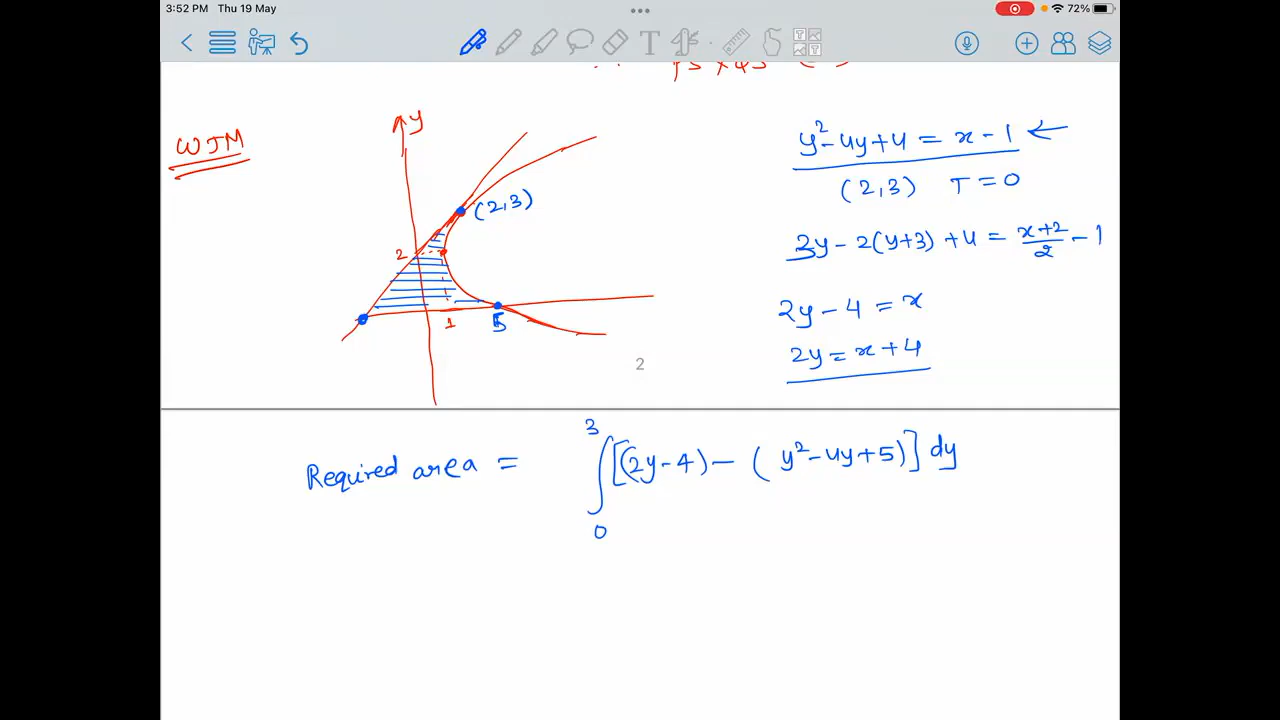 3:52 PM Thu 19 May
72%
WJM
y
(2,3)
2
1
5
y² - 4y + 4 = x - 1 ←
(2,3) T = 0
3y - 2(y+3) + 4 = (x+2)/2 - 1
2y - 4 = x
2y = x + 4
2
Required area = ∫₀³ [(2y-4) - (y² - 4y + 5)] dy